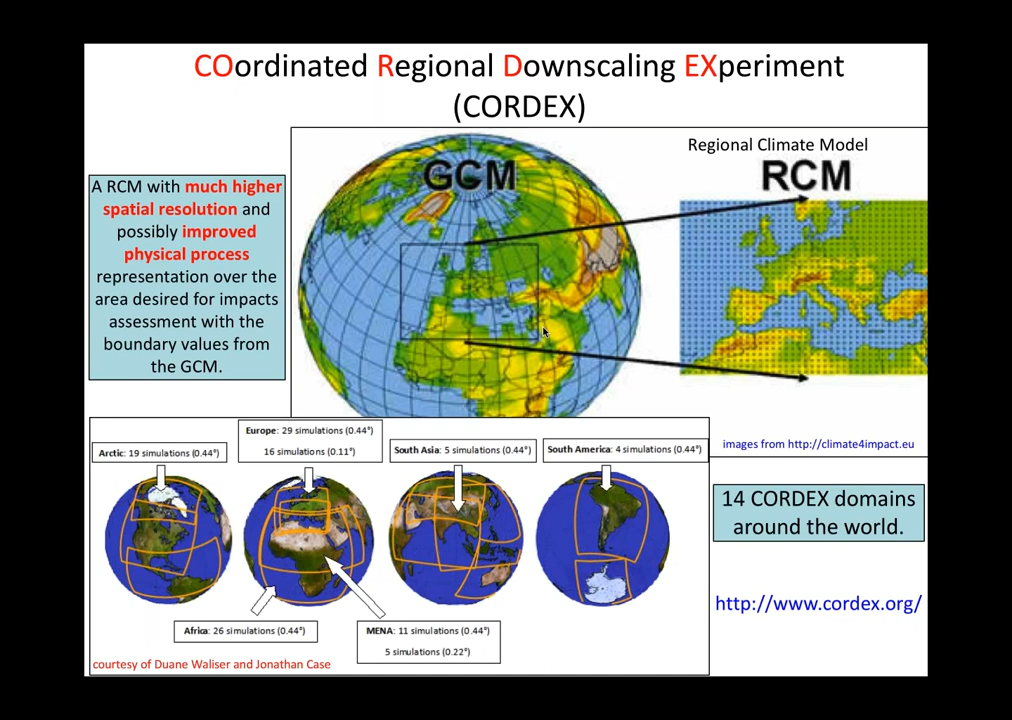 COordinated Regional Downscaling EXperiment
(CORDEX)
Regional Climate Model
GCM
RCM
A RCM with much higher
spatial resolution and
possibly improved
physical process
representation over the
area desired for impacts
assessment with the
boundary values from
the GCM.
images from http://climate4impact.eu
Arctic: 19 simulations (0.44°)
Europe: 29 simulations (0.44°)
16 simulations (0.11°)
South Asia: 5 simulations (0.44°)
South America: 4 simulations (0.44°)
14 CORDEX domains
around the world.
http://www.cordex.org/
Africa: 26 simulations (0.44°)
MENA: 11 simulations (0.44°)
5 simulations (0.22°)
courtesy of Duane Waliser and Jonathan Case